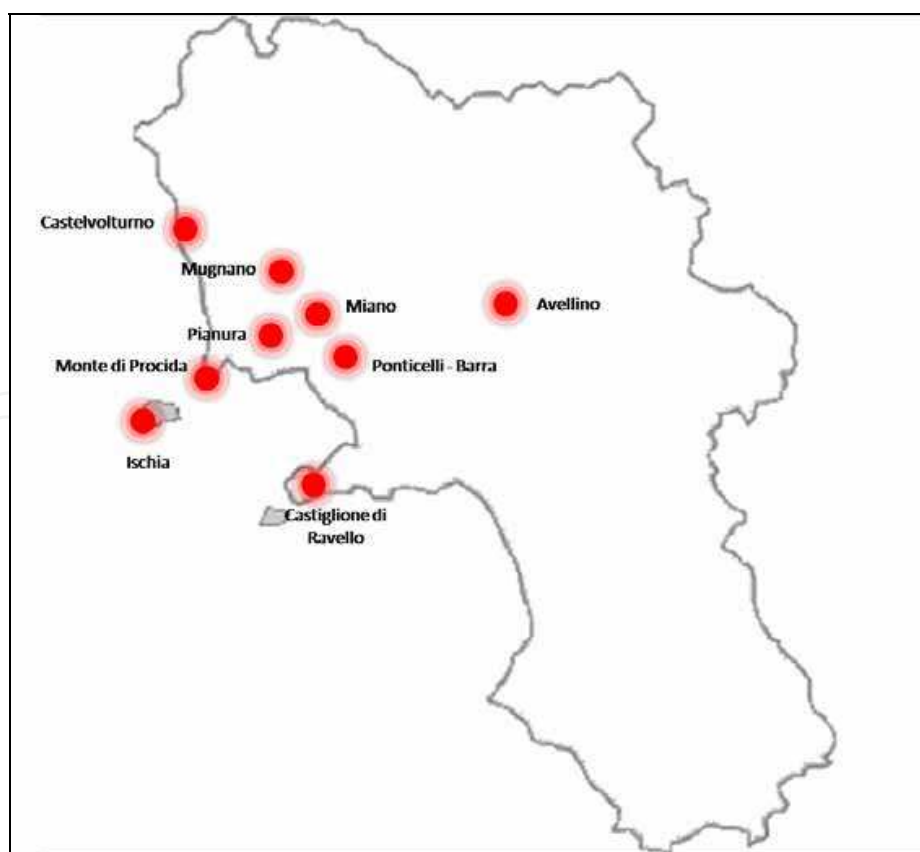 Castelvolturno
Mugnano
Miano
Avellino
Pianura
Monte di Procida
Ponticelli - Barra
Ischia
Castiglione di
Ravello